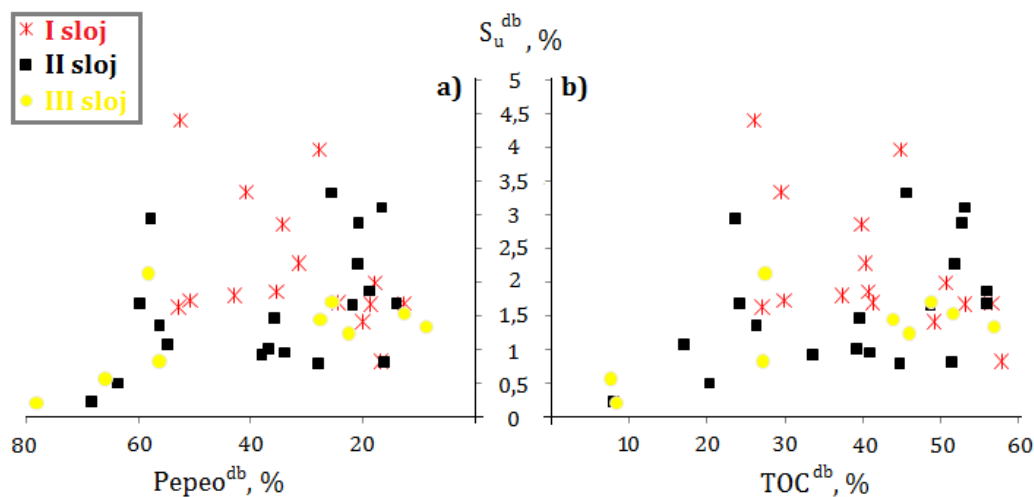 I sloj
II sloj
III sloj
S_u^db, %
a)
b)
5
4,5
4
3,5
3
2,5
2
1,5
1
0,5
0
80 60 40 20
10 20 30 40 50 60
Pepeo^db, %
TOC^db, %